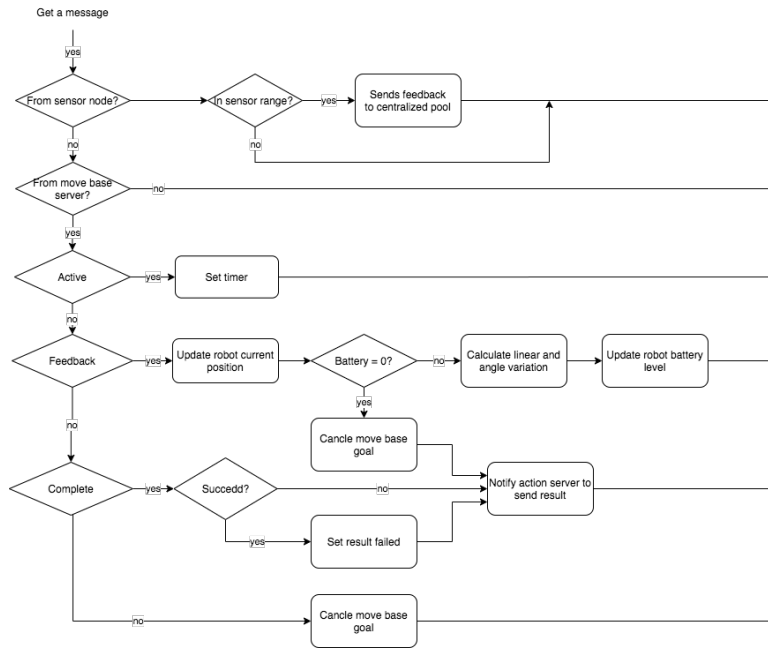 Get a message
yes
From sensor node?
In sensor range?
yes
Sends feedback
to centralized pool
no
no
From move base
server?
no
yes
Active
yes
Set timer
no
Feedback
yes
Update robot current
position
Battery = 0?
no
Calculate linear and
angle variation
Update robot battery
level
yes
no
Cancle move base
goal
Complete
yes
Succedd?
no
Notify action server to
send result
yes
Set result failed
no
Cancle move base
goal